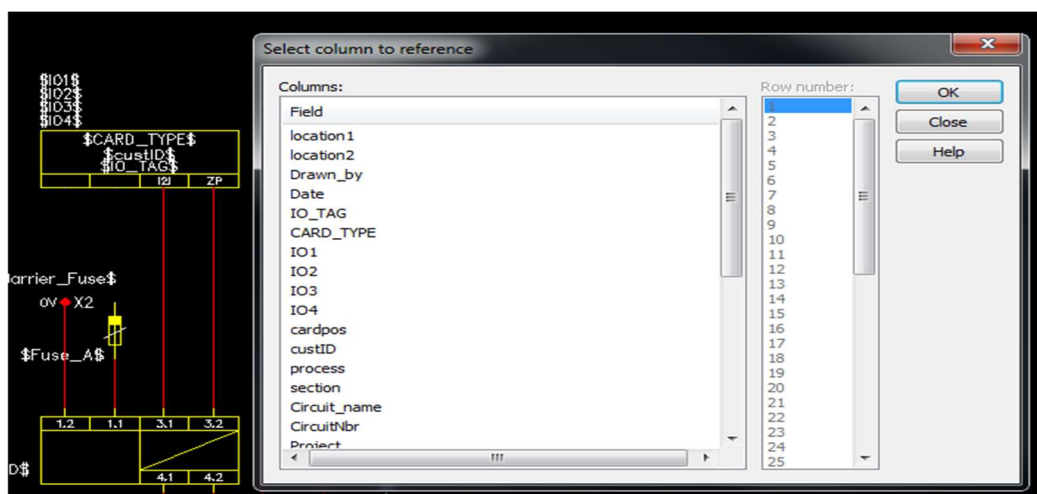 $IO1$
$IO2$
$IO3$
$IO4$
$CARD_TYPE$
$custID$
$IO_TAG$
ZP
arrier_Fuse$
0V X2
$Fuse_A$
1.2 1.1 3.1 3.2
D$
4.1 4.2
Select column to reference
Columns:
Field
location1
location2
Drawn_by
Date
IO_TAG
CARD_TYPE
IO1
IO2
IO3
IO4
cardpos
custID
process
section
Circuit_name
CircuitNbr
Project
Row number:
1
2
3
4
5
6
7
8
9
10
11
12
13
14
15
16
17
18
19
20
21
22
23
24
25
OK
Close
Help